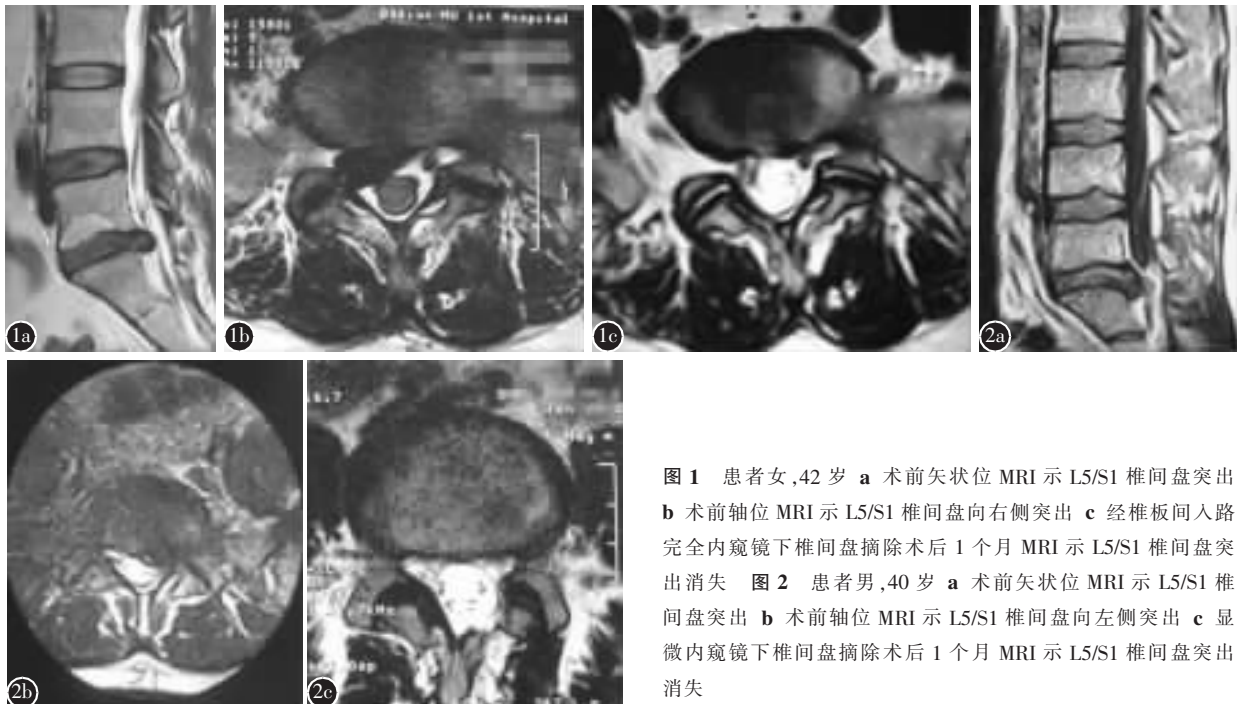 DALian MU 1st Hospital
1a
1b
1c
2a
2b
2c
图 1 患者女,42 岁 a 术前矢状位 MRI 示 L5/S1 椎间盘突出
b 术前轴位 MRI 示 L5/S1 椎间盘向右侧突出 c 经椎板间入路
完全内窥镜下椎间盘摘除术后 1 个月 MRI 示 L5/S1 椎间盘突
出消失 图 2 患者男,40 岁 a 术前矢状位 MRI 示 L5/S1 椎
间盘突出 b 术前轴位 MRI 示 L5/S1 椎间盘向左侧突出 c 显
微内窥镜下椎间盘摘除术后 1 个月 MRI 示 L5/S1 椎间盘突出
消失